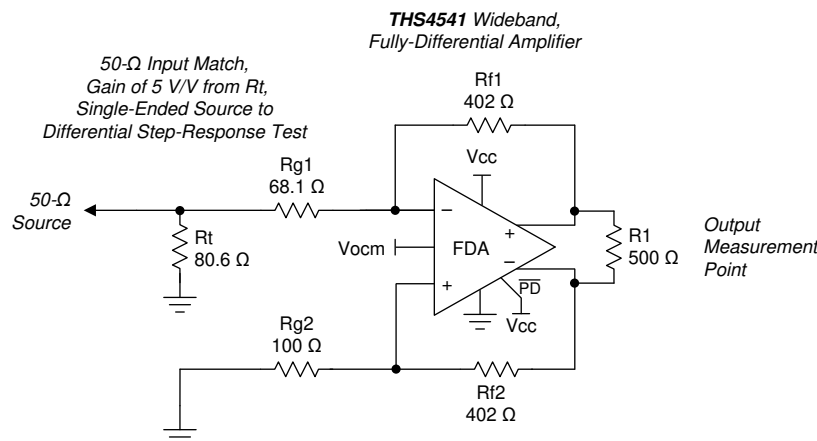 THS4541 Wideband,
Fully-Differential Amplifier
50-Ω Input Match,
Gain of 5 V/V from Rt,
Single-Ended Source to
Differential Step-Response Test
Rf1
402 Ω
Vcc
Rg1
68.1 Ω
50-Ω
Source
Rt
80.6 Ω
Vocm
−
+
FDA
+
−
R1
500 Ω
Output
Measurement
Point
PD
Vcc
Rg2
100 Ω
Rf2
402 Ω